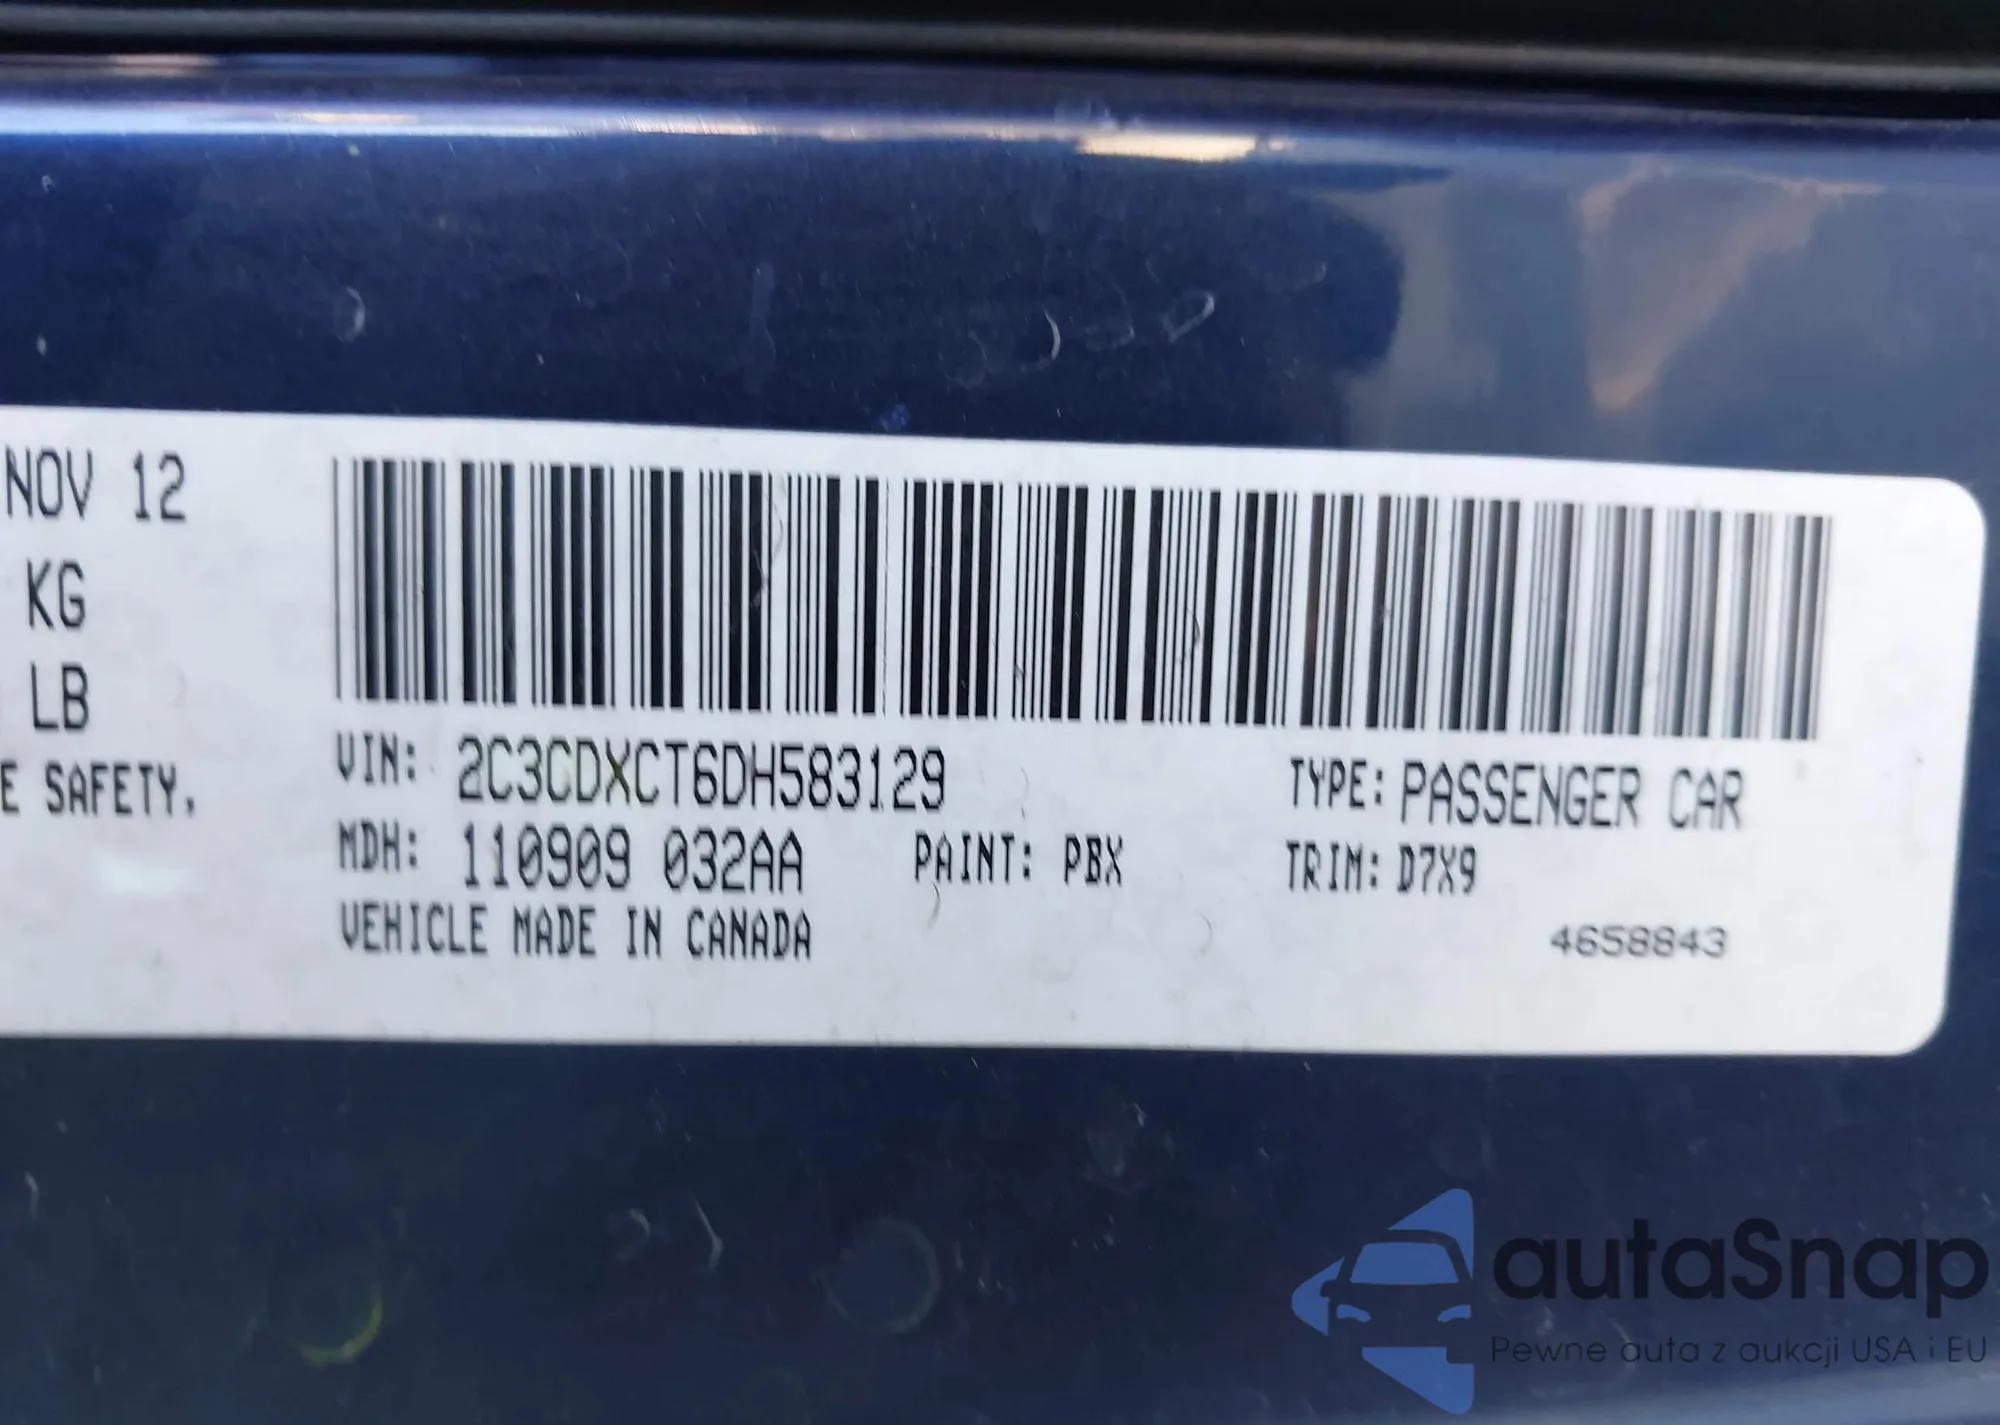 NOV 12
KG
LB
E SAFETY.
VIN: 2C3CDXCT6DH583129
TYPE: PASSENGER CAR
MDH: 110909 032AA
PAINT: PBX
TRIM: D7X9
VEHICLE MADE IN CANADA
4658843
autaSnap
Pewne auta z aukcji USA i EU